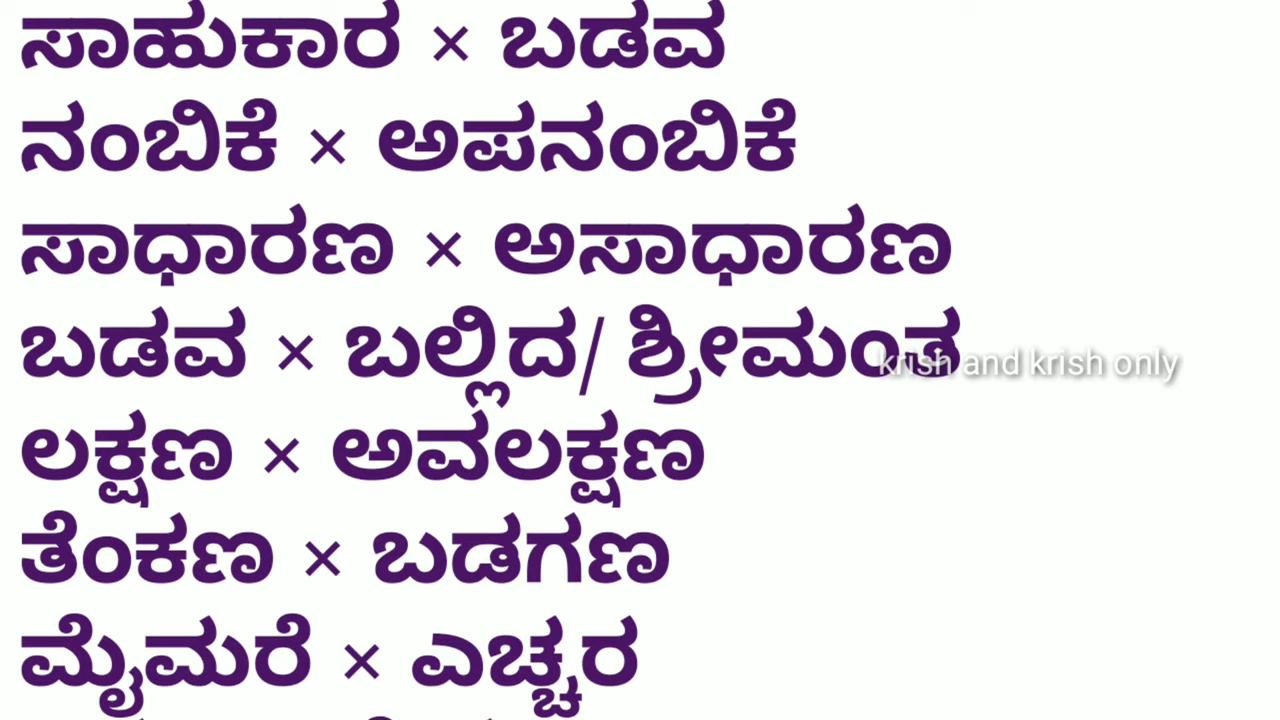 ಸಾಹುಕಾರ × ಬಡವ
ನಂಬಿಕೆ × ಅಪನಂಬಿಕೆ
ಸಾಧಾರಣ × ಅಸಾಧಾರಣ
ಬಡವ × ಬಲ್ಲಿದ/ ಶ್ರೀಮಂತ
krish and krish only
ಲಕ್ಷಣ × ಅವಲಕ್ಷಣ
ತೆಂಕಣ × ಬಡಗಣ
ಮೈಮರೆ × ಎಚ್ಚರ